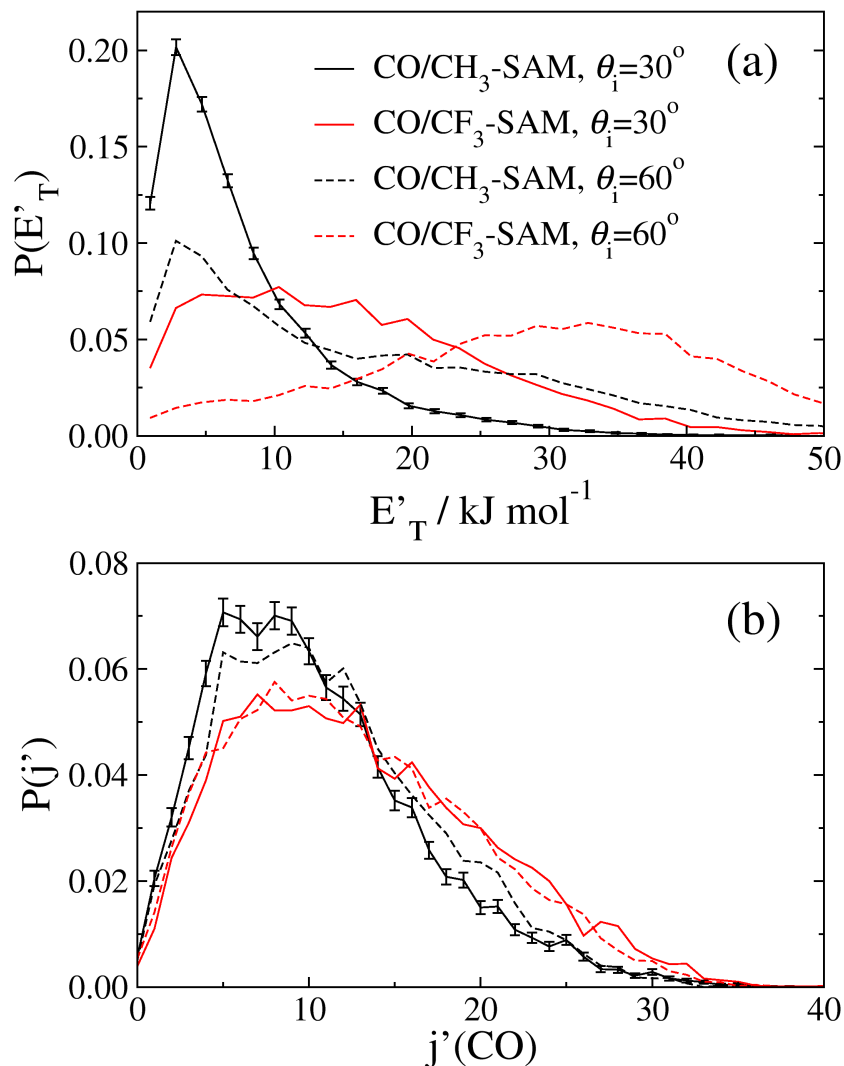 0.20
0.15
0.10
0.05
0.00
P(E'T)
CO/CH3-SAM, θi=30°
CO/CF3-SAM, θi=30°
CO/CH3-SAM, θi=60°
CO/CF3-SAM, θi=60°
(a)
0 10 20 30 40 50
E'T / kJ mol-1
0.08
0.06
0.04
0.02
0.00
P(j')
(b)
0 10 20 30 40
j'(CO)